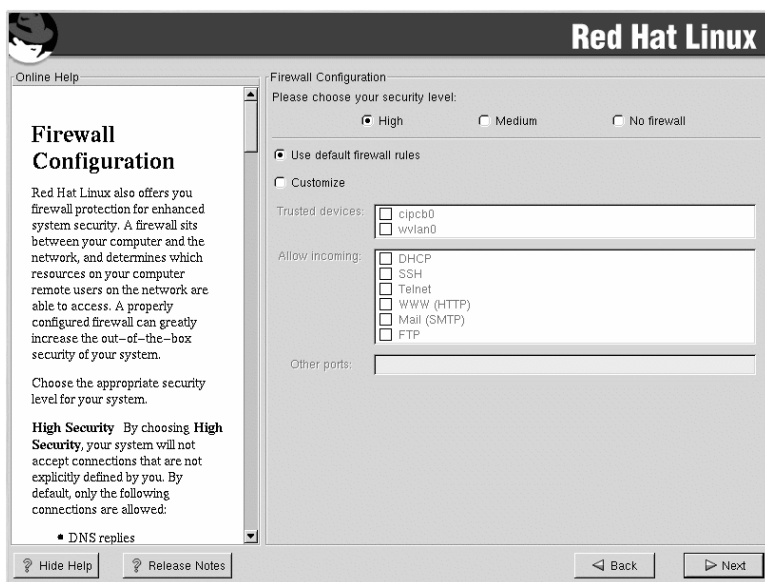 Red Hat Linux
Online Help
Firewall
Configuration
Red Hat Linux also offers you
firewall protection for enhanced
system security. A firewall sits
between your computer and the
network, and determines which
resources on your computer
remote users on the network are
able to access. A properly
configured firewall can greatly
increase the out-of-the-box
security of your system.
Choose the appropriate security
level for your system.
High Security By choosing High
Security, your system will not
accept connections that are not
explicitly defined by you. By
default, only the following
connections are allowed:
• DNS replies
Firewall Configuration
Please choose your security level:
High Medium No firewall
Use default firewall rules
Customize
Trusted devices:
cipcb0
wvlan0
Allow incoming:
DHCP
SSH
Telnet
WWW (HTTP)
Mail (SMTP)
FTP
Other ports:
? Hide Help ? Release Notes Back Next